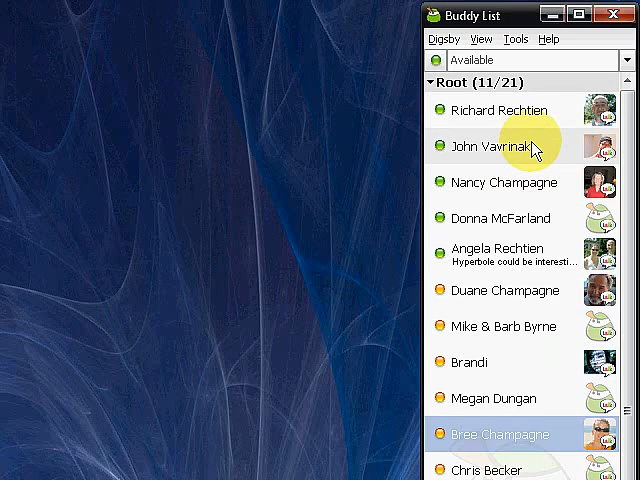 Buddy List
Digsby View Tools Help
Available
Root (11/21)
Richard Rechtien
John Vavrinak
Nancy Champagne
Donna McFarland
Angela Rechtien
Hyperbole could be interesti...
Duane Champagne
Mike & Barb Byrne
Brandi
Megan Dungan
Bree Champagne
Chris Becker